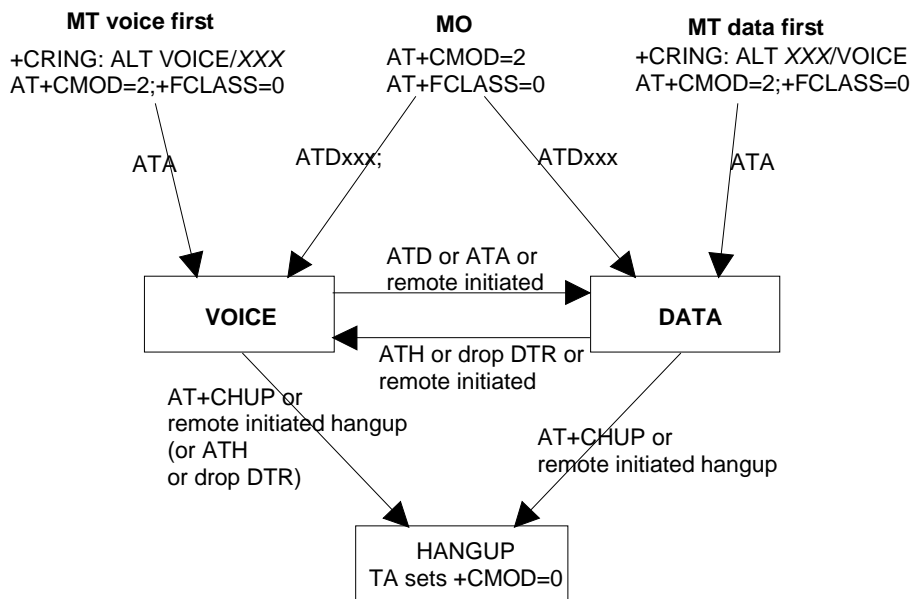 MT voice first
+CRING: ALT VOICE/XXX
AT+CMOD=2;+FCLASS=0
MO
AT+CMOD=2
AT+FCLASS=0
MT data first
+CRING: ALT XXX/VOICE
AT+CMOD=2;+FCLASS=0
ATA
ATDxxx;
ATDxxx
ATA
ATD or ATA or
remote initiated
VOICE
DATA
ATH or drop DTR or
remote initiated
AT+CHUP or
remote initiated hangup
(or ATH
or drop DTR)
AT+CHUP or
remote initiated hangup
HANGUP
TA sets +CMOD=0